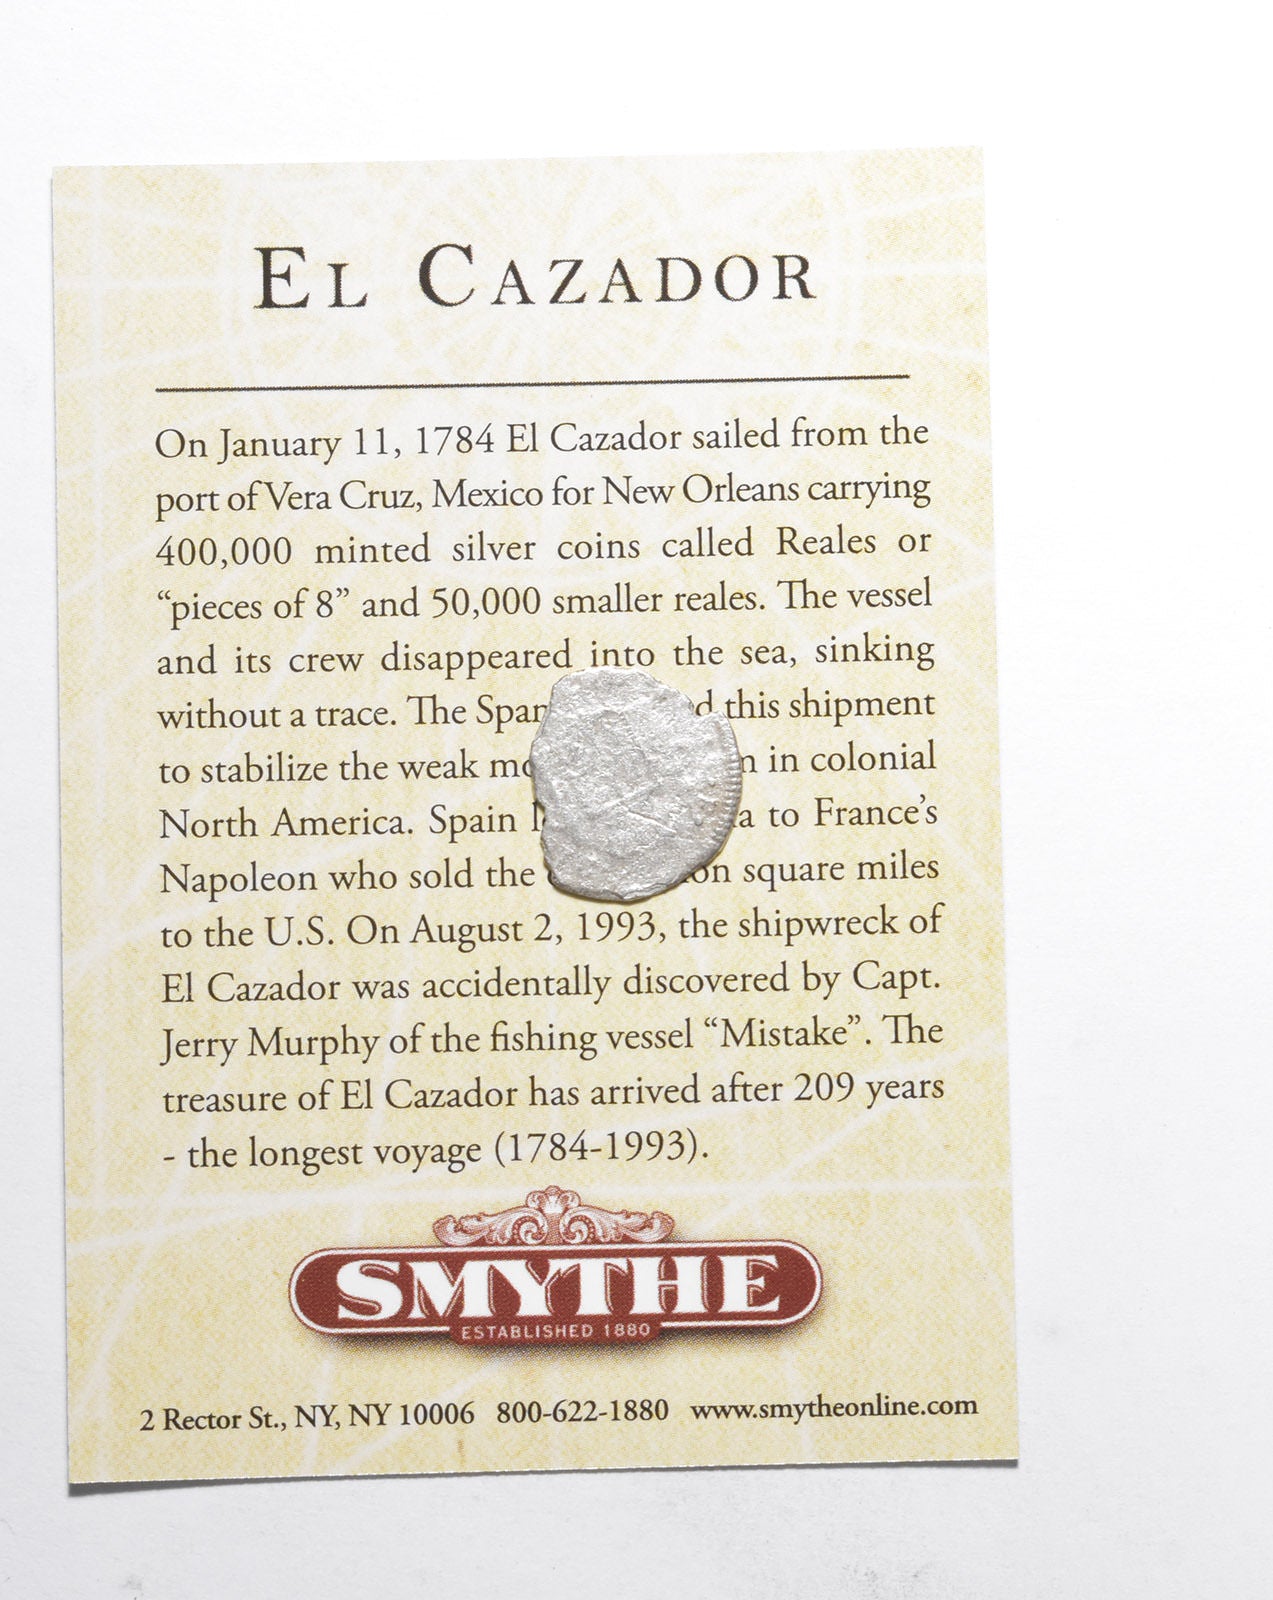 EL CAZADOR
On January 11, 1784 El Cazador sailed from the
port of Vera Cruz, Mexico for New Orleans carrying
400,000 minted silver coins called Reales or
“pieces of 8” and 50,000 smaller reales. The vessel
and its crew disappeared into the sea, sinking
without a trace. The this shipment
to stabilize the weak in colonial
North America. Spain to France’s
Napoleon who sold the square miles
to the U.S. On August 2, 1993, the shipwreck of
El Cazador was accidentally discovered by Capt.
Jerry Murphy of the fishing vessel “Mistake”. The
treasure of El Cazador has arrived after 209 years
- the longest voyage (1784-1993).
SMYTHE
ESTABLISHED 1880
2 Rector St., NY, NY 10006 800-622-1880 www.smytheonline.com